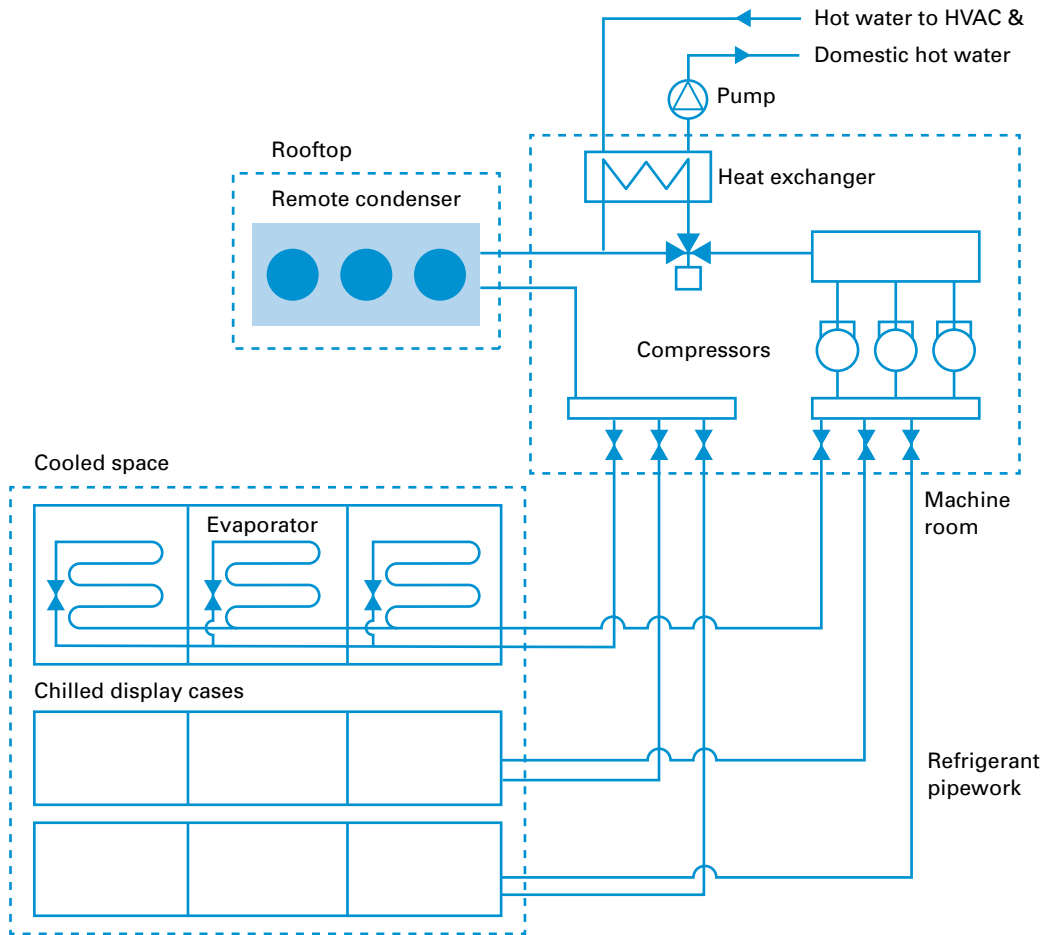 Hot water to HVAC &
Domestic hot water
Pump
Rooftop
Heat exchanger
Remote condenser
Compressors
Cooled space
Machine
room
Evaporator
Chilled display cases
Refrigerant
pipework